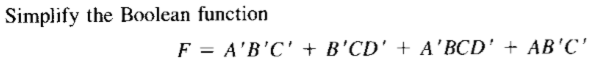 Simplify the Boolean function
F = A'B'C' + B'CD' + A'BCD' + AB'C'